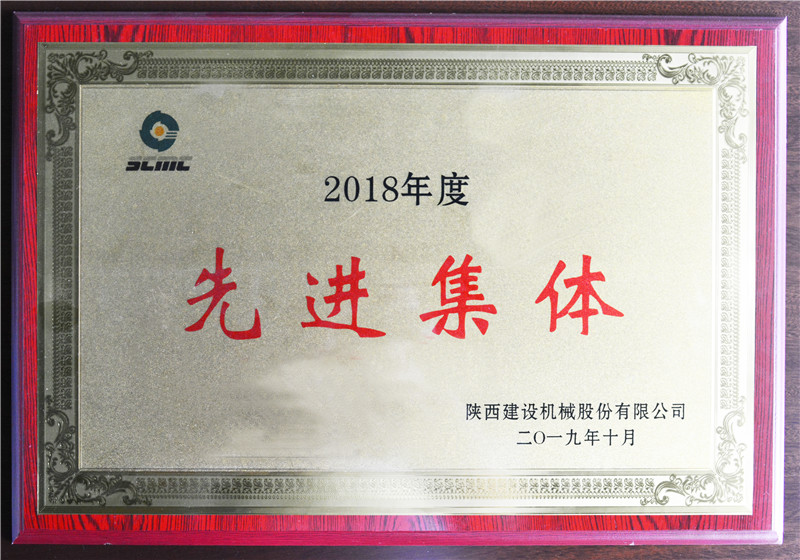 SCMC
2018年度
先进集体
陕西建设机械股份有限公司
二〇一九年十月